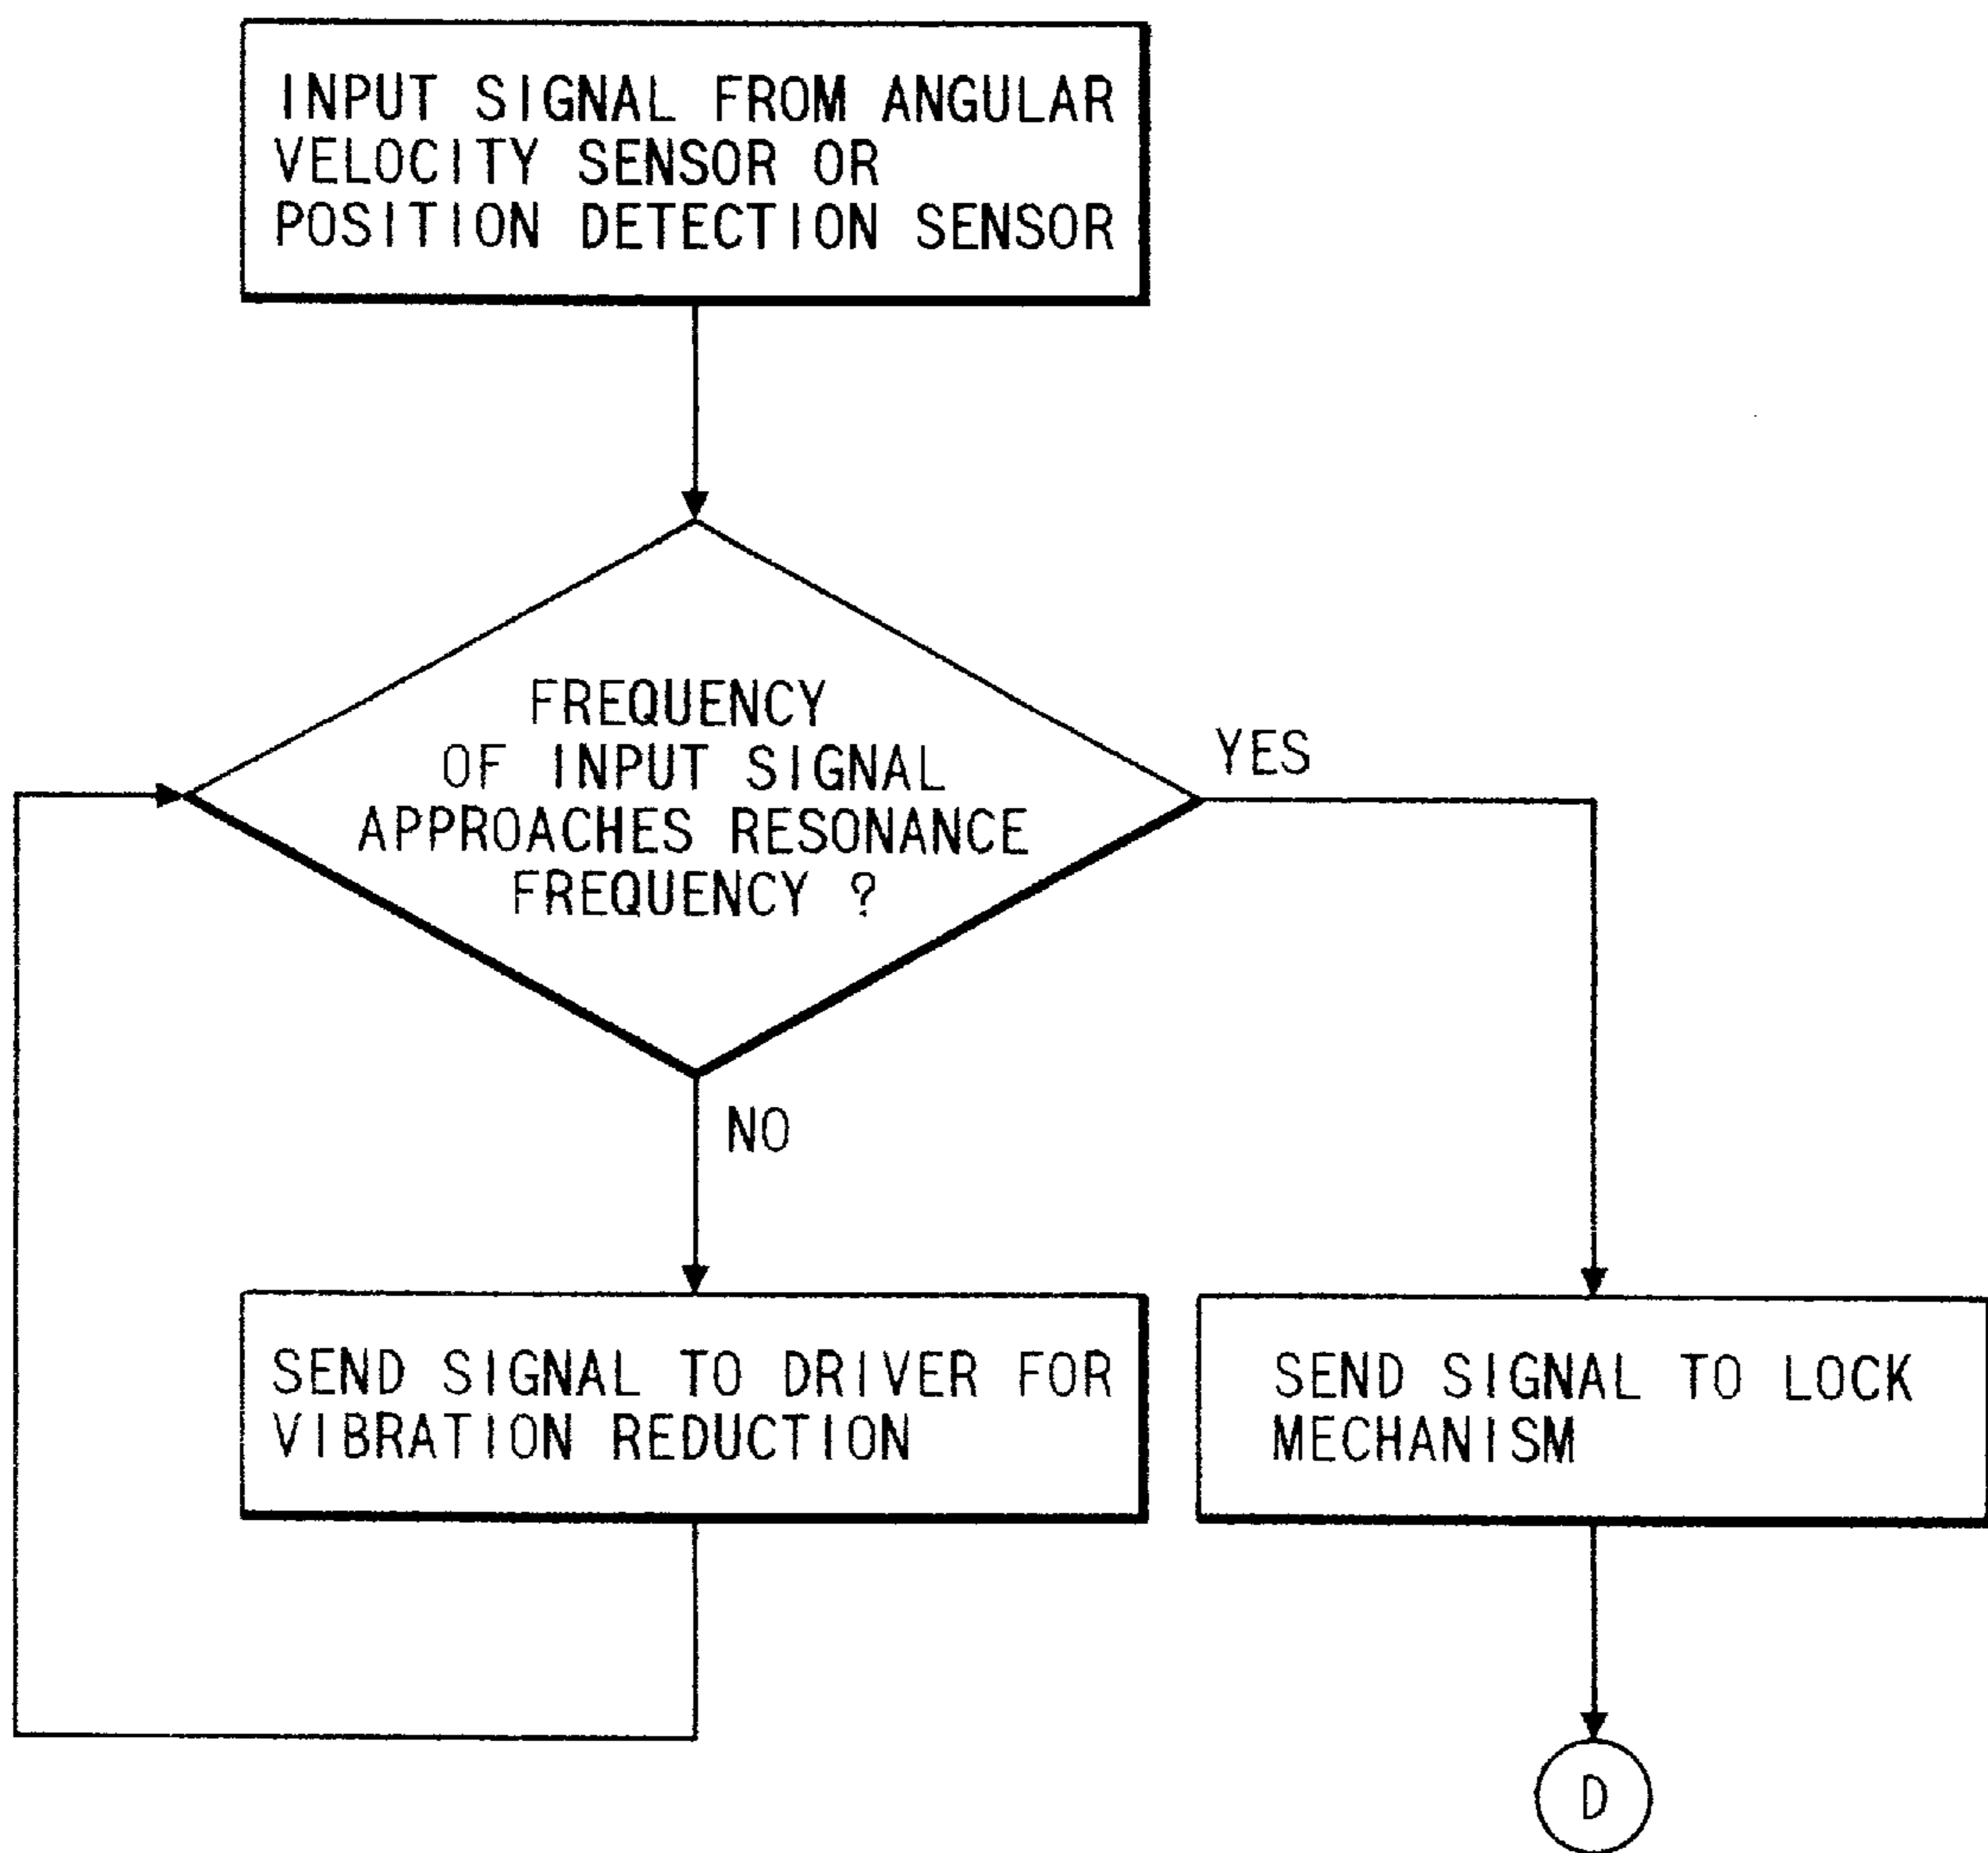 INPUT SIGNAL FROM ANGULAR
VELOCITY SENSOR OR
POSITION DETECTION SENSOR
FREQUENCY
OF INPUT SIGNAL
APPROACHES RESONANCE
FREQUENCY ?
YES
NO
SEND SIGNAL TO DRIVER FOR
VIBRATION REDUCTION
SEND SIGNAL TO LOCK
MECHANISM
D